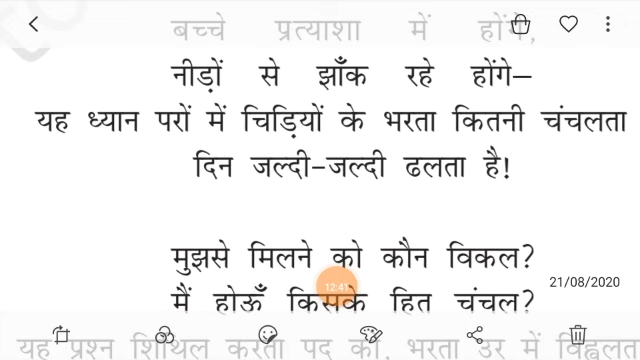 बच्चे प्रत्याशा में होंगे,
नीड़ों से झाँक रहे होंगे—
यह ध्यान परों में चिड़ियों के भरता कितनी चंचलता
दिन जल्दी-जल्दी ढलता है!
मुझसे मिलने को कौन विकल?
21/08/2020
12:41
मैं होऊँ किसके हित चंचल?
यह प्रश्न शिथिल करता पद को, भरता उर में विह्वलता